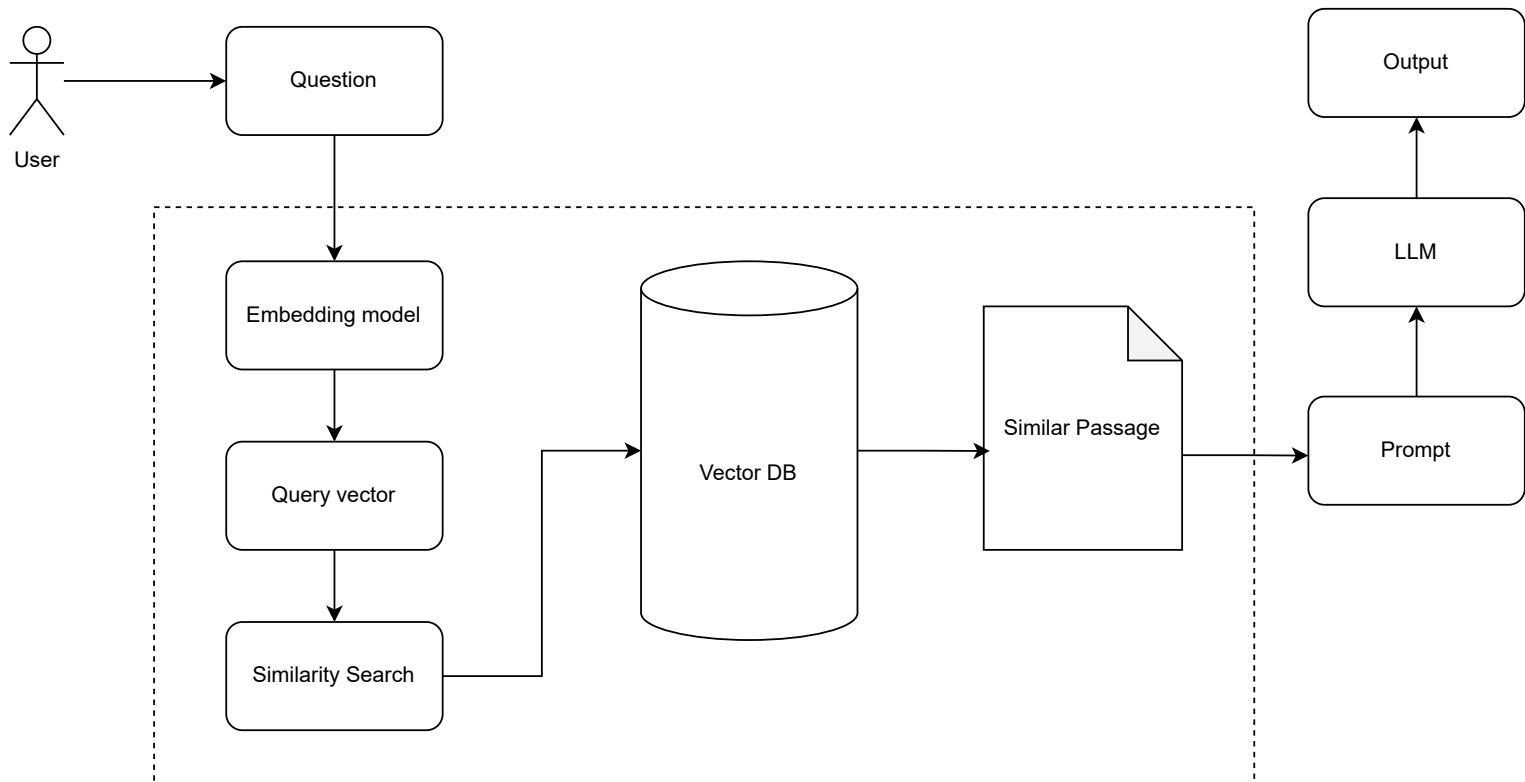 Question
User
Embedding model
Query vector
Similarity Search
Vector DB
Similar Passage
Prompt
LLM
Output